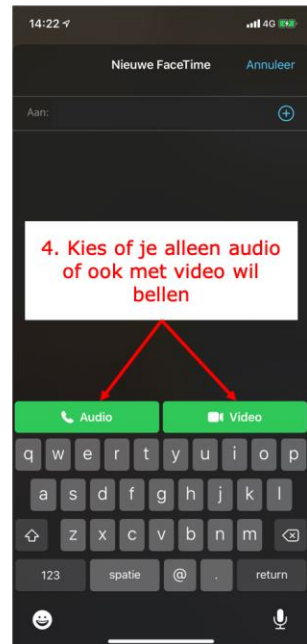 14:22 4G
Nieuwe FaceTime Annuleer
Aan:
4. Kies of je alleen audio
of ook met video wil
bellen
Audio Video
q w e r t y u i o p
a s d f g h j k l
z x c v b n m
123 spatie @ . return